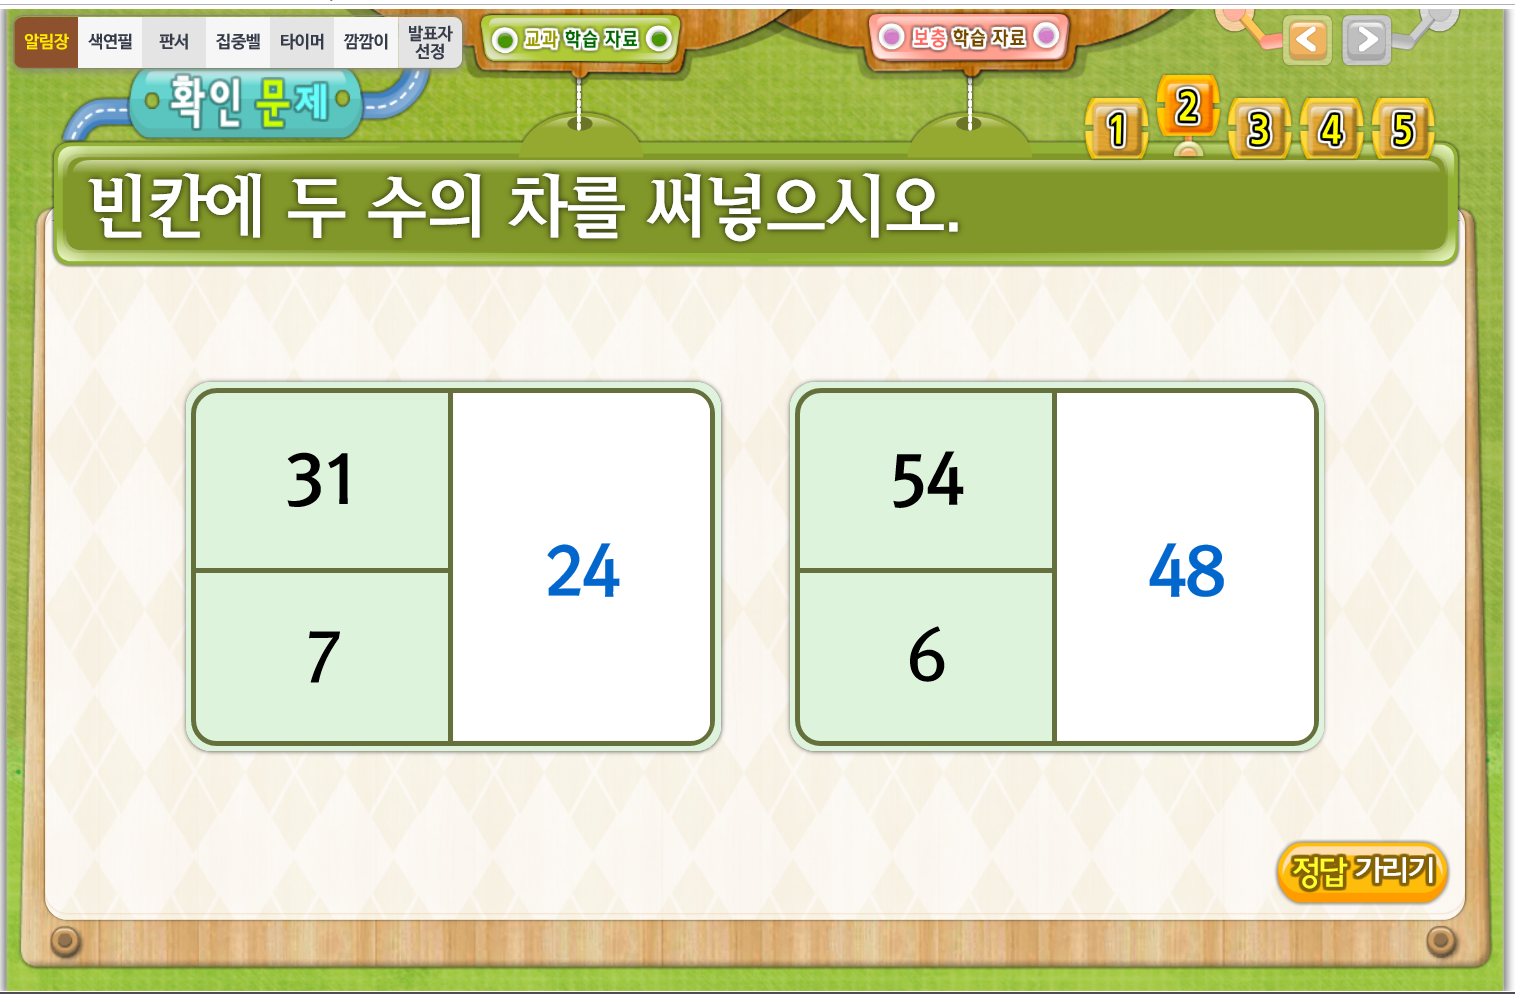 알림장 색연필 판서 집중벨 타이머 깜깜이 발표자 선정
교과 학습 자료
보충 학습 자료
확인 문제
1 2 3 4 5
빈칸에 두 수의 차를 써넣으시오.
31
7
24
54
6
48
정답 가리기